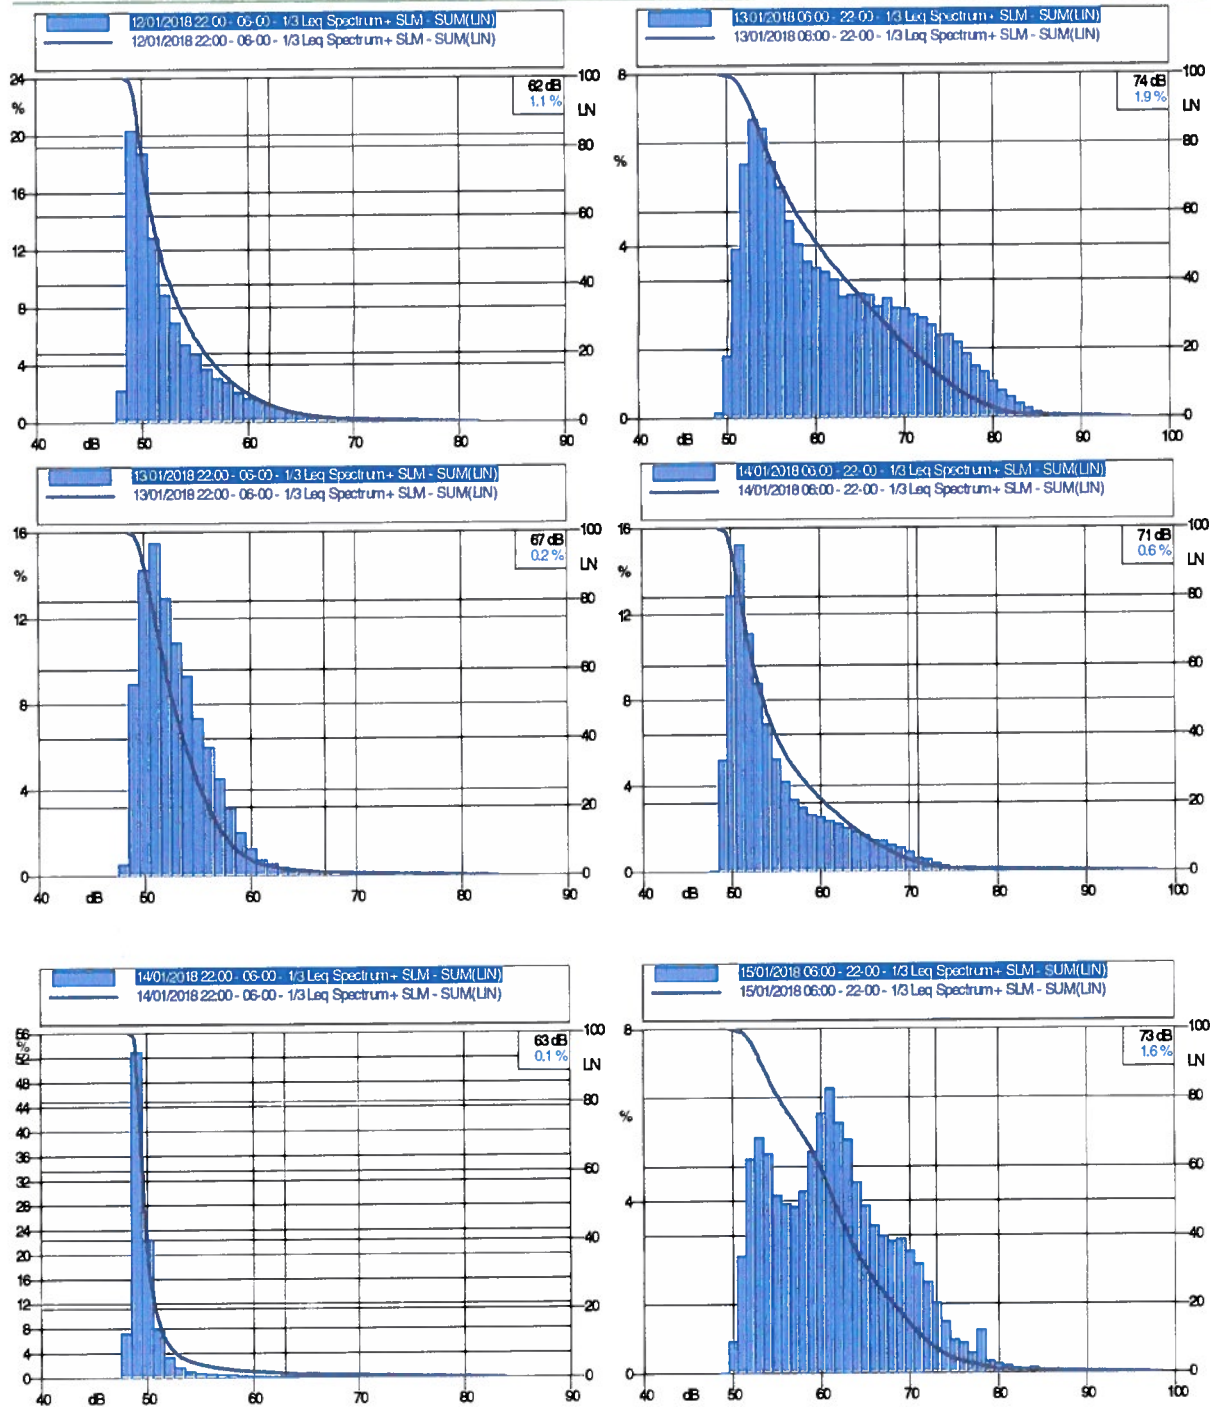 12/01/2018 22:00 - 06-00 - 1/3 Leq Spectrum + SLM - SUM(LIN)
12/01/2018 22:00 - 06-00 - 1/3 Leq Spectrum + SLM - SUM(LIN)
62 dB
1.1 %
LN
%
24
20
16
12
8
4
0
100
80
60
40
20
0
40 dB 50 60 70 80 90
13/01/2018 06:00 - 22-00 - 1/3 Leq Spectrum + SLM - SUM(LIN)
13/01/2018 06:00 - 22-00 - 1/3 Leq Spectrum + SLM - SUM(LIN)
74 dB
1.9 %
LN
%
8
4
0
100
80
60
40
20
0
40 dB 50 60 70 80 90 100
13/01/2018 22:00 - 06-00 - 1/3 Leq Spectrum + SLM - SUM(LIN)
13/01/2018 22:00 - 06-00 - 1/3 Leq Spectrum + SLM - SUM(LIN)
67 dB
0.2 %
LN
%
16
12
8
4
0
100
80
60
40
20
0
40 dB 50 60 70 80 90
14/01/2018 06:00 - 22-00 - 1/3 Leq Spectrum + SLM - SUM(LIN)
14/01/2018 06:00 - 22-00 - 1/3 Leq Spectrum + SLM - SUM(LIN)
71 dB
0.6 %
LN
%
16
12
8
4
0
100
80
60
40
20
0
40 dB 50 60 70 80 90 100
14/01/2018 22:00 - 06-00 - 1/3 Leq Spectrum + SLM - SUM(LIN)
14/01/2018 22:00 - 06-00 - 1/3 Leq Spectrum + SLM - SUM(LIN)
63 dB
0.1 %
LN
%
56
52
48
44
40
36
32
28
24
20
16
12
8
4
0
100
80
60
40
20
0
40 dB 50 60 70 80 90
15/01/2018 06:00 - 22-00 - 1/3 Leq Spectrum + SLM - SUM(LIN)
15/01/2018 06:00 - 22-00 - 1/3 Leq Spectrum + SLM - SUM(LIN)
73 dB
1.6 %
LN
%
8
4
0
100
80
60
40
20
0
40 dB 50 60 70 80 90 100